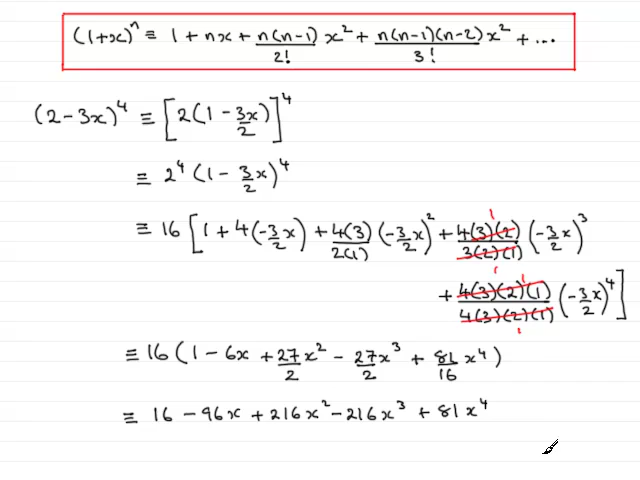 (1+x)^n ≡ 1 + nx + n(n-1)/2! x^2 + n(n-1)(n-2)/3! x^2 + ...
(2-3x)^4 ≡ [2(1 - 3x/2)]^4
≡ 2^4 (1 - 3/2 x)^4
≡ 16 [1 + 4(-3/2 x) + 4(3)/2(1) (-3/2 x)^2 + 4(3)(2)/3(2)(1) (-3/2 x)^3
+ 4(3)(2)(1)/4(3)(2)(1) (-3/2 x)^4]
≡ 16 (1 - 6x + 27/2 x^2 - 27/2 x^3 + 81/16 x^4)
≡ 16 - 96x + 216x^2 - 216x^3 + 81x^4